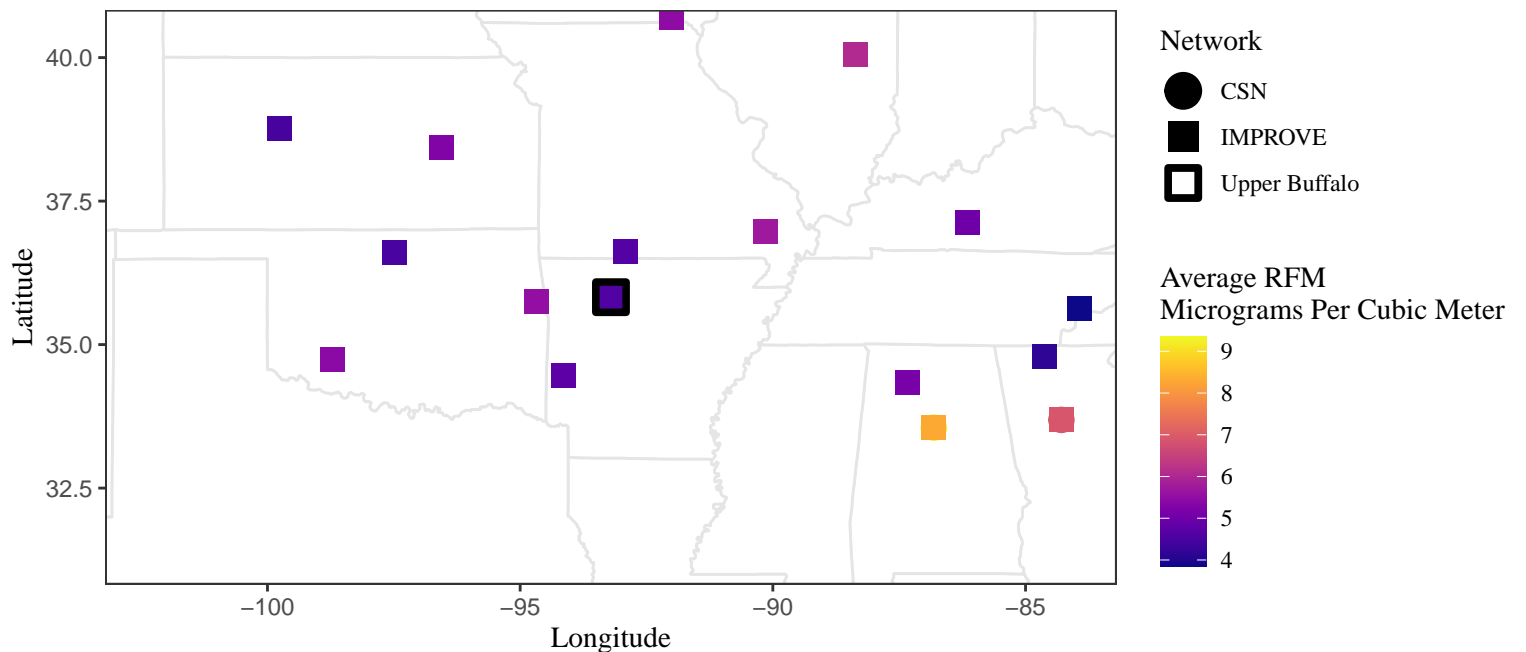 40.0
37.5
35.0
32.5
Latitude
−100
−95
−90
−85
Longitude
Network
CSN
IMPROVE
Upper Buffalo
Average RFM
Micrograms Per Cubic Meter
9
8
7
6
5
4